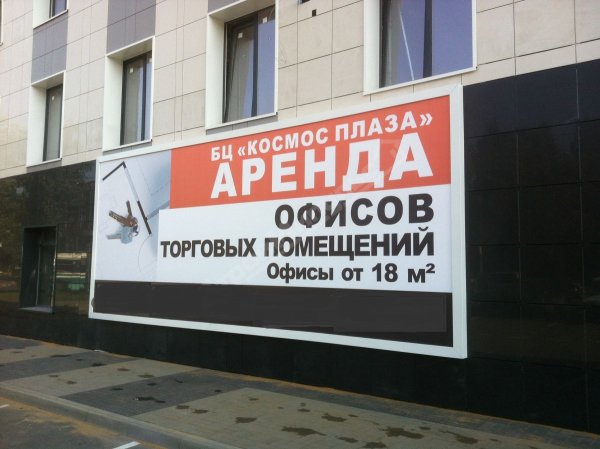 БЦ «КОСМОС ПЛАЗА»
АРЕНДА
ОФИСОВ
ТОРГОВЫХ ПОМЕЩЕНИЙ
Офисы от 18 м²